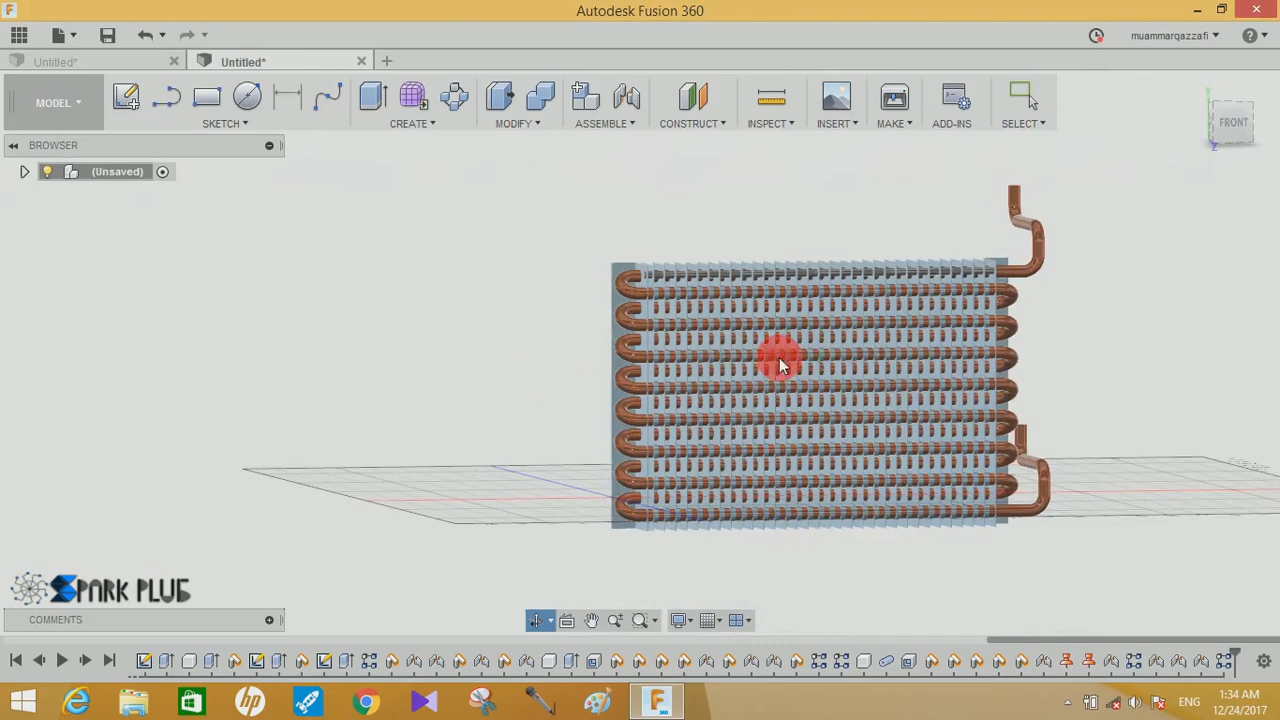 Autodesk Fusion 360
muammarqazzafi
Untitled*
Untitled*
MODEL
SKETCH
CREATE
MODIFY
ASSEMBLE
CONSTRUCT
INSPECT
INSERT
MAKE
ADD-INS
SELECT
FRONT
BROWSER
(Unsaved)
SPARK PLUG
COMMENTS
ENG
1:34 AM
12/24/2017